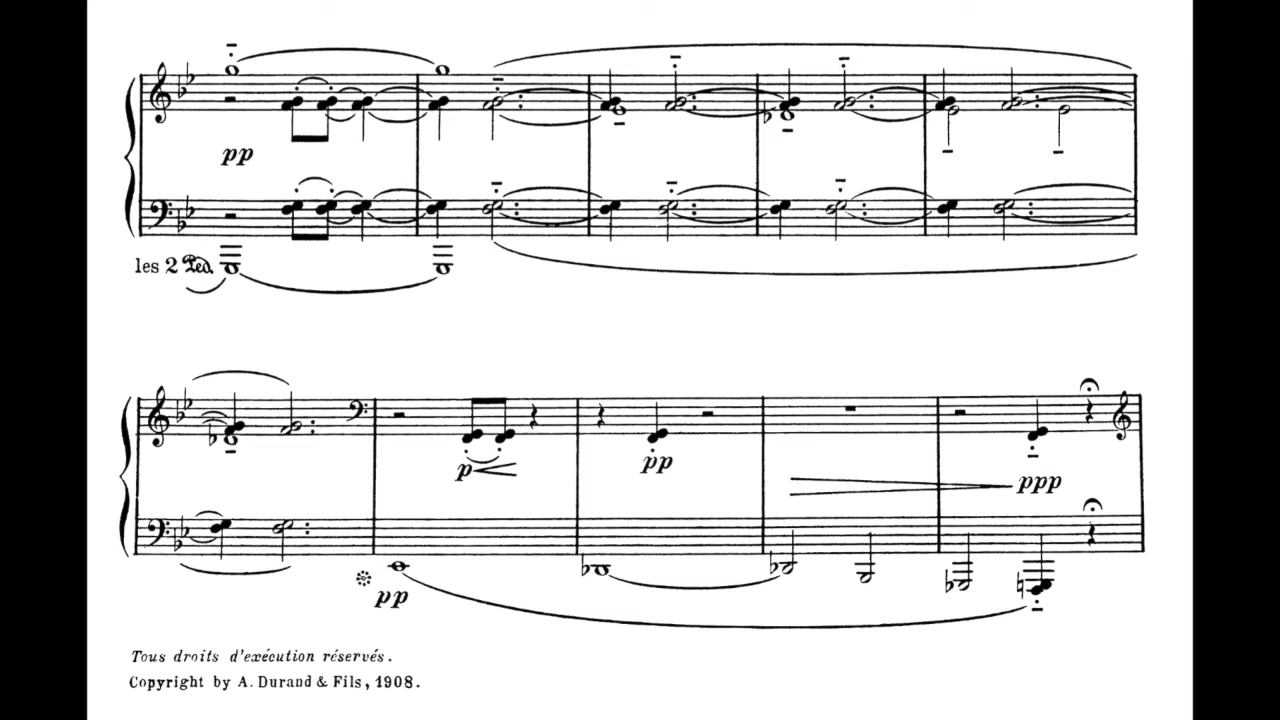 pp
les 2 Ped.
p
pp
ppp
pp
Tous droits d'exécution réservés.
Copyright by A. Durand & Fils, 1908.